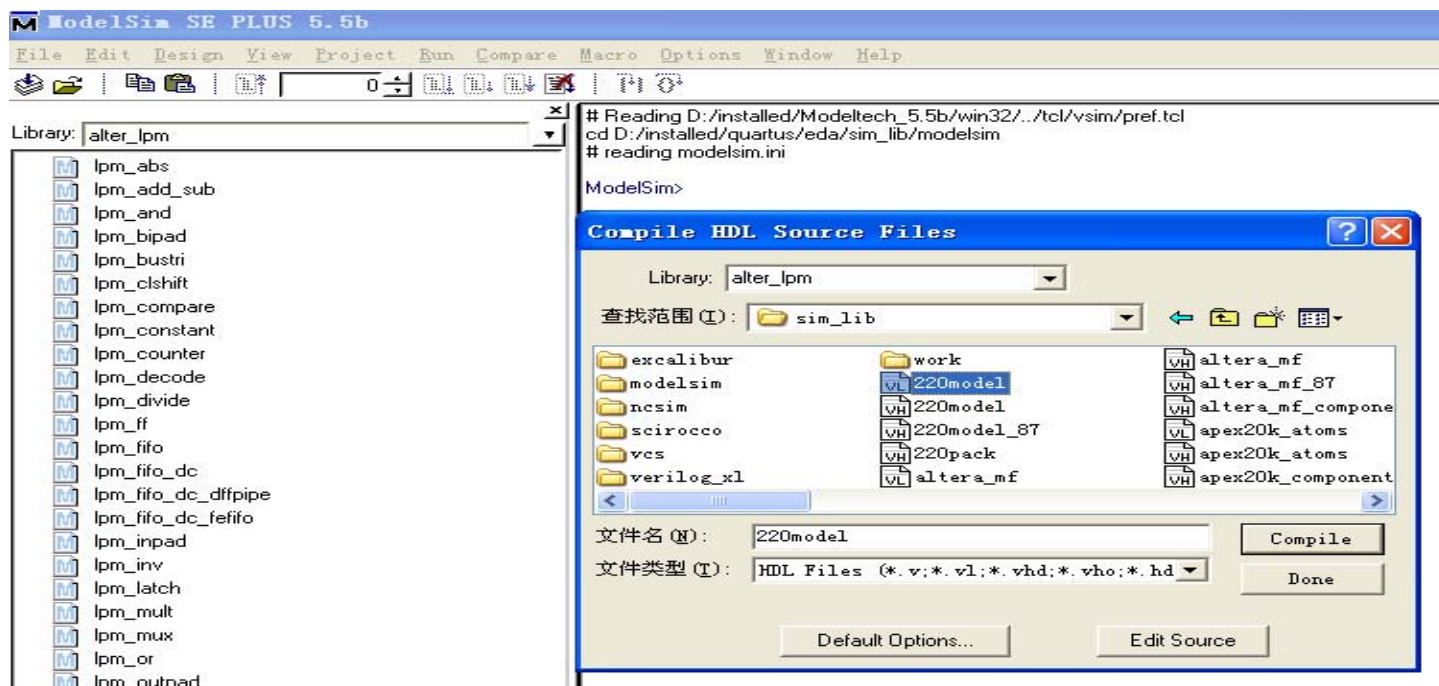 ModelSim SE PLUS 5.5b
File Edit Design View Project Run Compare Macro Options Window Help
0
Library: alter_lpm
lpm_abs
lpm_add_sub
lpm_and
lpm_bipad
lpm_bustri
lpm_clshift
lpm_compare
lpm_constant
lpm_counter
lpm_decode
lpm_divide
lpm_ff
lpm_fifo
lpm_fifo_dc
lpm_fifo_dc_dffpipe
lpm_fifo_dc_fefifo
lpm_inpad
lpm_inv
lpm_latch
lpm_mult
lpm_mux
lpm_or
lpm_outpad
# Reading D:/installed/Modeltech_5.5b/win32/../tcl/vsim/pref.tcl
cd D:/installed/quartus/eda/sim_lib/modelsim
# reading modelsim.ini
ModelSim>
Compile HDL Source Files
Library: alter_lpm
查找范围(I): sim_lib
excalibur
modelsim
ncsim
scirocco
vcs
verilog_xl
work
220model
220model
220model_87
220pack
altera_mf
altera_mf
altera_mf_87
altera_mf_compone
apex20k_atoms
apex20k_atoms
apex20k_component
文件名(N): 220model
Compile
文件类型(T): HDL Files (*.v;*.vl;*.vhd;*.vho;*.hd
Done
Default Options...
Edit Source